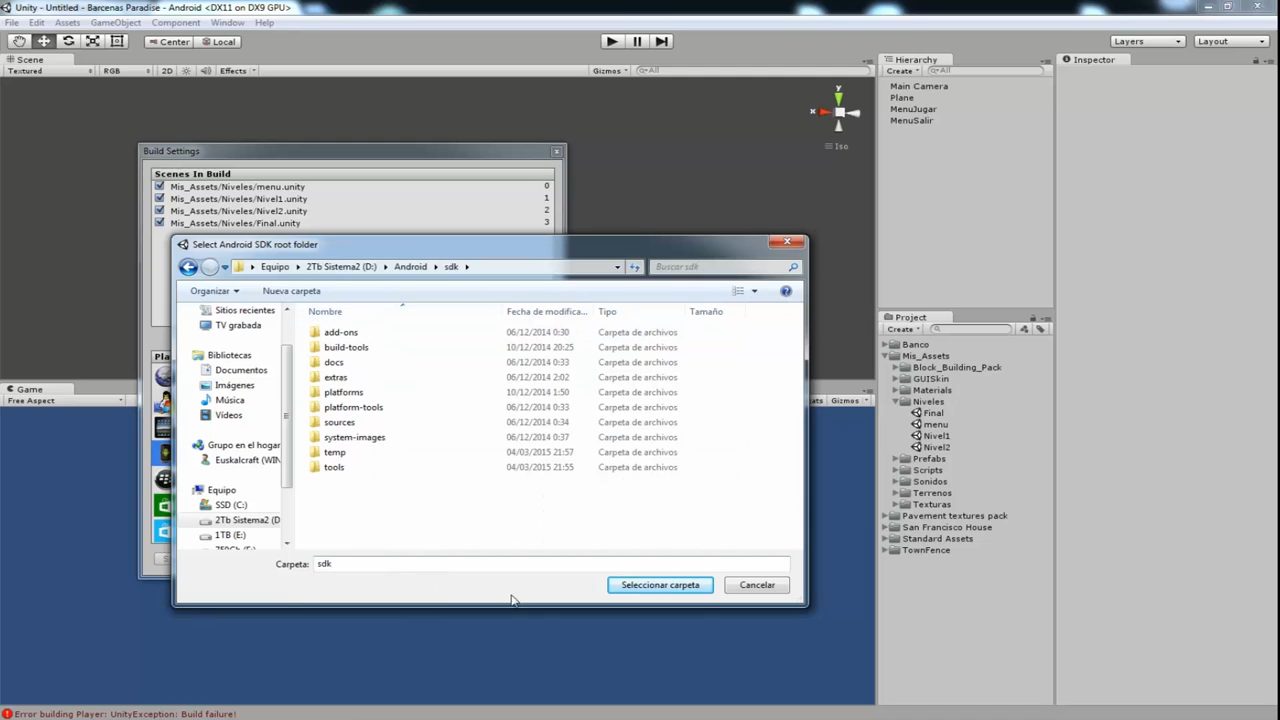 Unity - Untitled - Barcenas Paradise - Android <DX11 on DX9 GPU>
File Edit Assets GameObject Component Window Help
Center Local Layers Layout
Scene
Textured RGB 2D Effects Gizmos All
y
x
Iso
Hierarchy
Create All
Main Camera
Plane
MenuJugar
MenuSalir
Inspector
Build Settings
Scenes In Build
Mis_Assets/Niveles/menu.unity 0
Mis_Assets/Niveles/Nivel1.unity 1
Mis_Assets/Niveles/Nivel2.unity 2
Mis_Assets/Niveles/Final.unity 3
Select Android SDK root folder
Equipo 2Tb Sistema2 (D:) Android sdk Buscar sdk
Organizar Nueva carpeta
Sitios recientes
TV grabada
Bibliotecas
Documentos
Imágenes
Música
Vídeos
Grupo en el hogar
Euskalcraft (WIN
Equipo
SSD (C:)
2Tb Sistema2 (D
1TB (E:)
Nombre Fecha de modifica... Tipo Tamaño
add-ons 06/12/2014 0:30 Carpeta de archivos
build-tools 10/12/2014 20:25 Carpeta de archivos
docs 06/12/2014 0:33 Carpeta de archivos
extras 06/12/2014 2:02 Carpeta de archivos
platforms 10/12/2014 1:50 Carpeta de archivos
platform-tools 06/12/2014 0:33 Carpeta de archivos
sources 06/12/2014 0:34 Carpeta de archivos
system-images 06/12/2014 0:37 Carpeta de archivos
temp 04/03/2015 21:57 Carpeta de archivos
tools 04/03/2015 21:55 Carpeta de archivos
Carpeta: sdk
Seleccionar carpeta Cancelar
Pla
Game
Free Aspect Gizmos
Project
Create
Banco
Mis_Assets
Block_Building_Pack
GUISkin
Materials
Niveles
Final
menu
Nivel1
Nivel2
Prefabs
Scripts
Sonidos
Terrenos
Texturas
Pavement textures pack
San Francisco House
Standard Assets
TownFence
Error building Player: UnityException: Build failure!